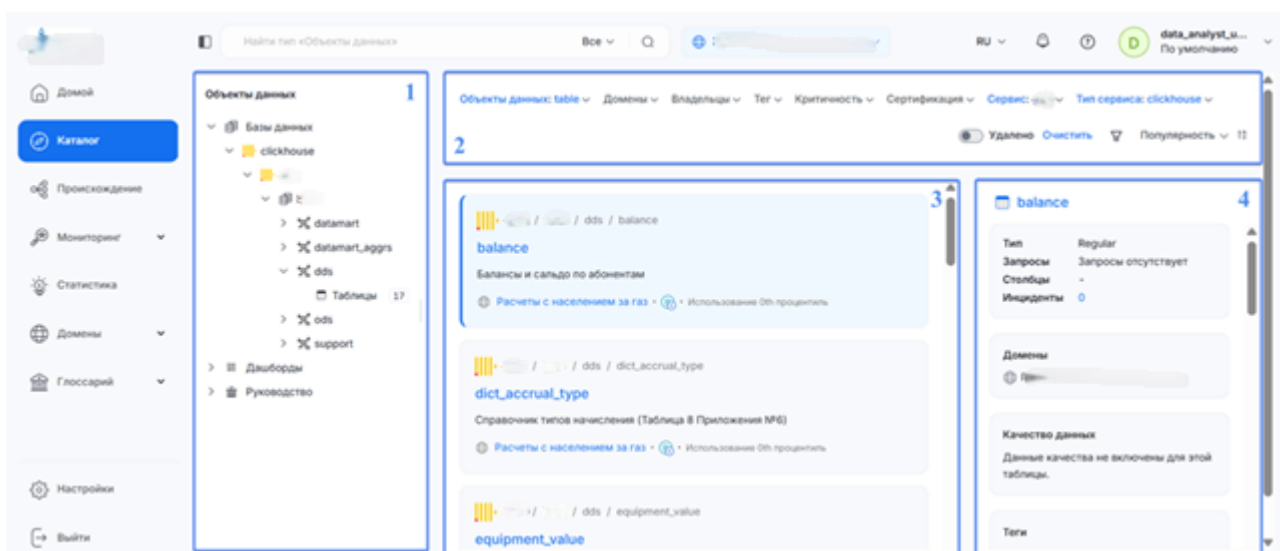 Найти тип «Объекты данных»
Все
RU
D
data_analyst_u...
По умолчанию
Домой
Каталог
Происхождение
Мониторинг
Статистика
Домены
Глоссарий
Настройки
Выйти
Объекты данных
1
Базы данных
clickhouse
datamart
datamart_aggrs
dds
Таблицы 17
ods
support
Дашборды
Руководство
Объекты данных: table Домены Владельцы Тег Критичность Сертификация Сервис: Тип сервиса: clickhouse
2
Удалено Очистить Популярность
3
/ / dds / balance
balance
Балансы и сальдо по абонентам
Расчеты с населением за газ • • Использование 0th процентиль
/ / dds / dict_accrual_type
dict_accrual_type
Справочник типов начисления (Таблица 8 Приложения №6)
Расчеты с населением за газ • • Использование 0th процентиль
/ / dds / equipment_value
equipment_value
balance
4
Тип Regular
Запросы Запросы отсутствует
Столбцы -
Инциденты 0
Домены
Качество данных
Данные качества не включены для этой
таблицы.
Теги